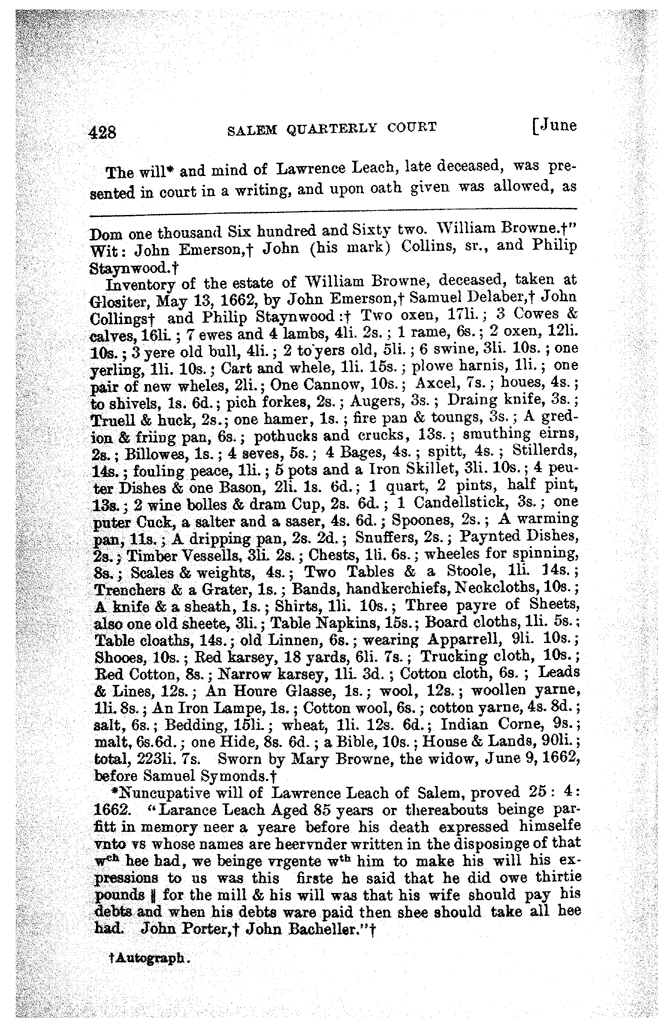 428 SALEM QUARTERLY COURT [June
The will* and mind of Lawrence Leach, late deceased, was pre-
sented in court in a writing, and upon oath given was allowed, as
Dom one thousand Six hundred and Sixty two. William Browne.†"
Wit: John Emerson,† John (his mark) Collins, sr., and Philip
Staynwood.†
Inventory of the estate of William Browne, deceased, taken at
Glositer, May 13, 1662, by John Emerson,† Samuel Delaber,† John
Collings† and Philip Staynwood:† Two oxen, 17li.; 3 Cowes &
calves, 16li.; 7 ewes and 4 lambs, 4li. 2s.; 1 rame, 6s.; 2 oxen, 12li.
10s.; 3 yere old bull, 4li.; 2 to yers old, 5li.; 6 swine, 3li. 10s.; one
yerling, 1li. 10s.; Cart and whele, 1li. 15s.; plowe harnis, 1li.; one
pair of new wheles, 2li.; One Cannow, 10s.; Axcel, 7s.; houes, 4s.;
to shivels, 1s. 6d.; pich forkes, 2s.; Augers, 3s.; Draing knife, 3s.;
Truell & huck, 2s.; one hamer, 1s.; fire pan & toungs, 3s.; A gred-
ion & friing pan, 6s.; pothucks and crucks, 13s.; smuthing eirns,
2s.; Billowes, 1s.; 4 seves, 5s.; 4 Bages, 4s.; spitt, 4s.; Stillerds,
14s.; fouling peace, 1li.; 5 pots and a Iron Skillet, 3li. 10s.; 4 peu-
ter Dishes & one Bason, 2li. 1s. 6d.; 1 quart, 2 pints, half pint,
13s.; 2 wine bolles & dram Cup, 2s. 6d.; 1 Candellstick, 3s.; one
puter Cuck, a salter and a saser, 4s. 6d.; Spoones, 2s.; A warming
pan, 11s.; A dripping pan, 2s. 2d.; Snuffers, 2s.; Paynted Dishes,
2s.; Timber Vessells, 3li. 2s.; Chests, 1li. 6s.; wheeles for spinning,
8s.; Scales & weights, 4s.; Two Tables & a Stoole, 1li. 14s.;
Trenchers & a Grater, 1s.; Bands, handkerchiefs, Neckcloths, 10s.;
A knife & a sheath, 1s.; Shirts, 1li. 10s.; Three payre of Sheets,
also one old sheete, 3li.; Table Napkins, 15s.; Board cloths, 1li. 5s.;
Table cloaths, 14s.; old Linnen, 6s.; wearing Apparrell, 9li. 10s.;
Shooes, 10s.; Red karsey, 18 yards, 6li. 7s.; Trucking cloth, 10s.;
Red Cotton, 8s.; Narrow karsey, 1li. 3d.; Cotton cloth, 6s.; Leads
& Lines, 12s.; An Houre Glasse, 1s.; wool, 12s.; woollen yarne,
1li. 8s.; An Iron Lampe, 1s.; Cotton wool, 6s.; cotton yarne, 4s. 8d.;
salt, 6s.; Bedding, 15li.; wheat, 1li. 12s. 6d.; Indian Corne, 9s.;
malt, 6s.6d.; one Hide, 8s. 6d.; a Bible, 10s.; House & Lands, 90li.;
total, 223li. 7s. Sworn by Mary Browne, the widow, June 9, 1662,
before Samuel Symonds.†
*Nuncupative will of Lawrence Leach of Salem, proved 25 : 4 :
1662. "Larance Leach Aged 85 years or thereabouts beinge par-
fitt in memory neer a yeare before his death expressed himselfe
vnto vs whose names are heervnder written in the disposinge of that
wch hee had, we beinge vrgente wth him to make his will his ex-
pressions to us was this firste he said that he did owe thirtie
pounds ‖ for the mill & his will was that his wife should pay his
debts and when his debts ware paid then shee should take all hee
had. John Porter,† John Bacheller."†
†Autograph.